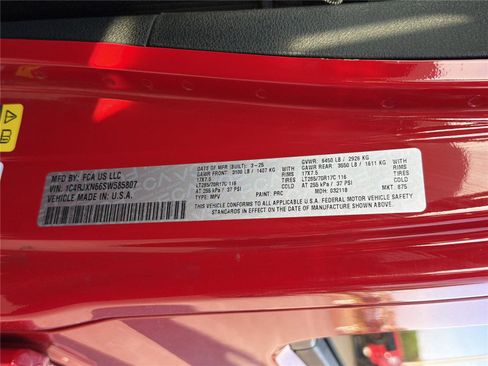 MFD BY: FCA US LLC
VIN: 1C4RJXN66SW585807
VEHICLE MADE IN: U.S.A.
DATE OF MFR (BUILT): 3-25
GAWR FRONT: 3100 LB / 1407 KG
17X7.5 RIMS
LT285/70R17C 116 TIRES
AT 255 kPa / 37 PSI COLD
TYPE: MPV PAINT: PRC
GVWR: 6450 LB / 2926 KG
GAWR REAR: 3550 LB / 1611 KG
17X7.5 RIMS
LT285/70R17C 116 TIRES
AT 255 kPa / 37 PSI COLD
MDH: 032118 MKT: 875
THIS VEHICLE CONFORMS TO ALL APPLICABLE U.S.A. FEDERAL MOTOR VEHICLE SAFETY
STANDARDS IN EFFECT ON THE DATE OF MANUFACTURE SHOWN ABOVE.